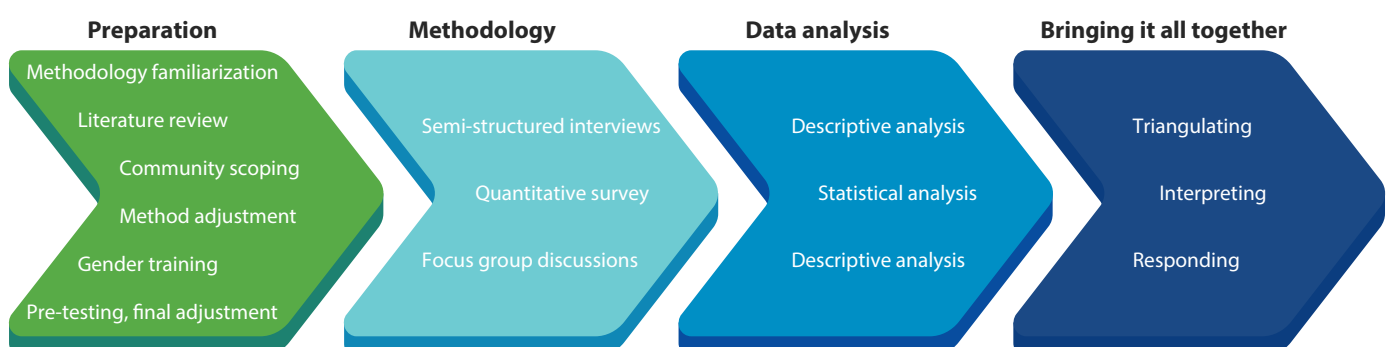 Preparation
Methodology familiarization
Literature review
Community scoping
Method adjustment
Gender training
Pre-testing, final adjustment
Methodology
Semi-structured interviews
Quantitative survey
Focus group discussions
Data analysis
Descriptive analysis
Statistical analysis
Descriptive analysis
Bringing it all together
Triangulating
Interpreting
Responding